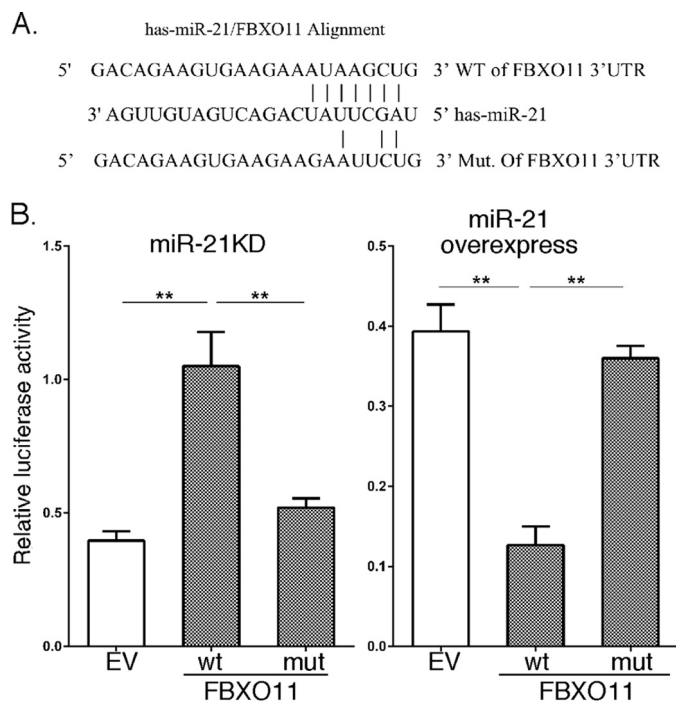 A.
has-miR-21/FBXO11 Alignment
5' GACAGAAGUGAAGAAAUAAGCUG 3’ WT of FBXO11 3’UTR
3' AGUUGUAGUCAGACUAUUCGAU 5’ has-miR-21
5’ GACAGAAGUGAAGAAGAAUUCUG 3’ Mut. Of FBXO11 3’UTR
B.
miR-21KD
miR-21
overexpress
Relative luciferase activity
1.5
1.0
0.5
0.0
** **
EV wt mut
FBXO11
0.5
0.4
0.3
0.2
0.1
0.0
** **
EV wt mut
FBXO11